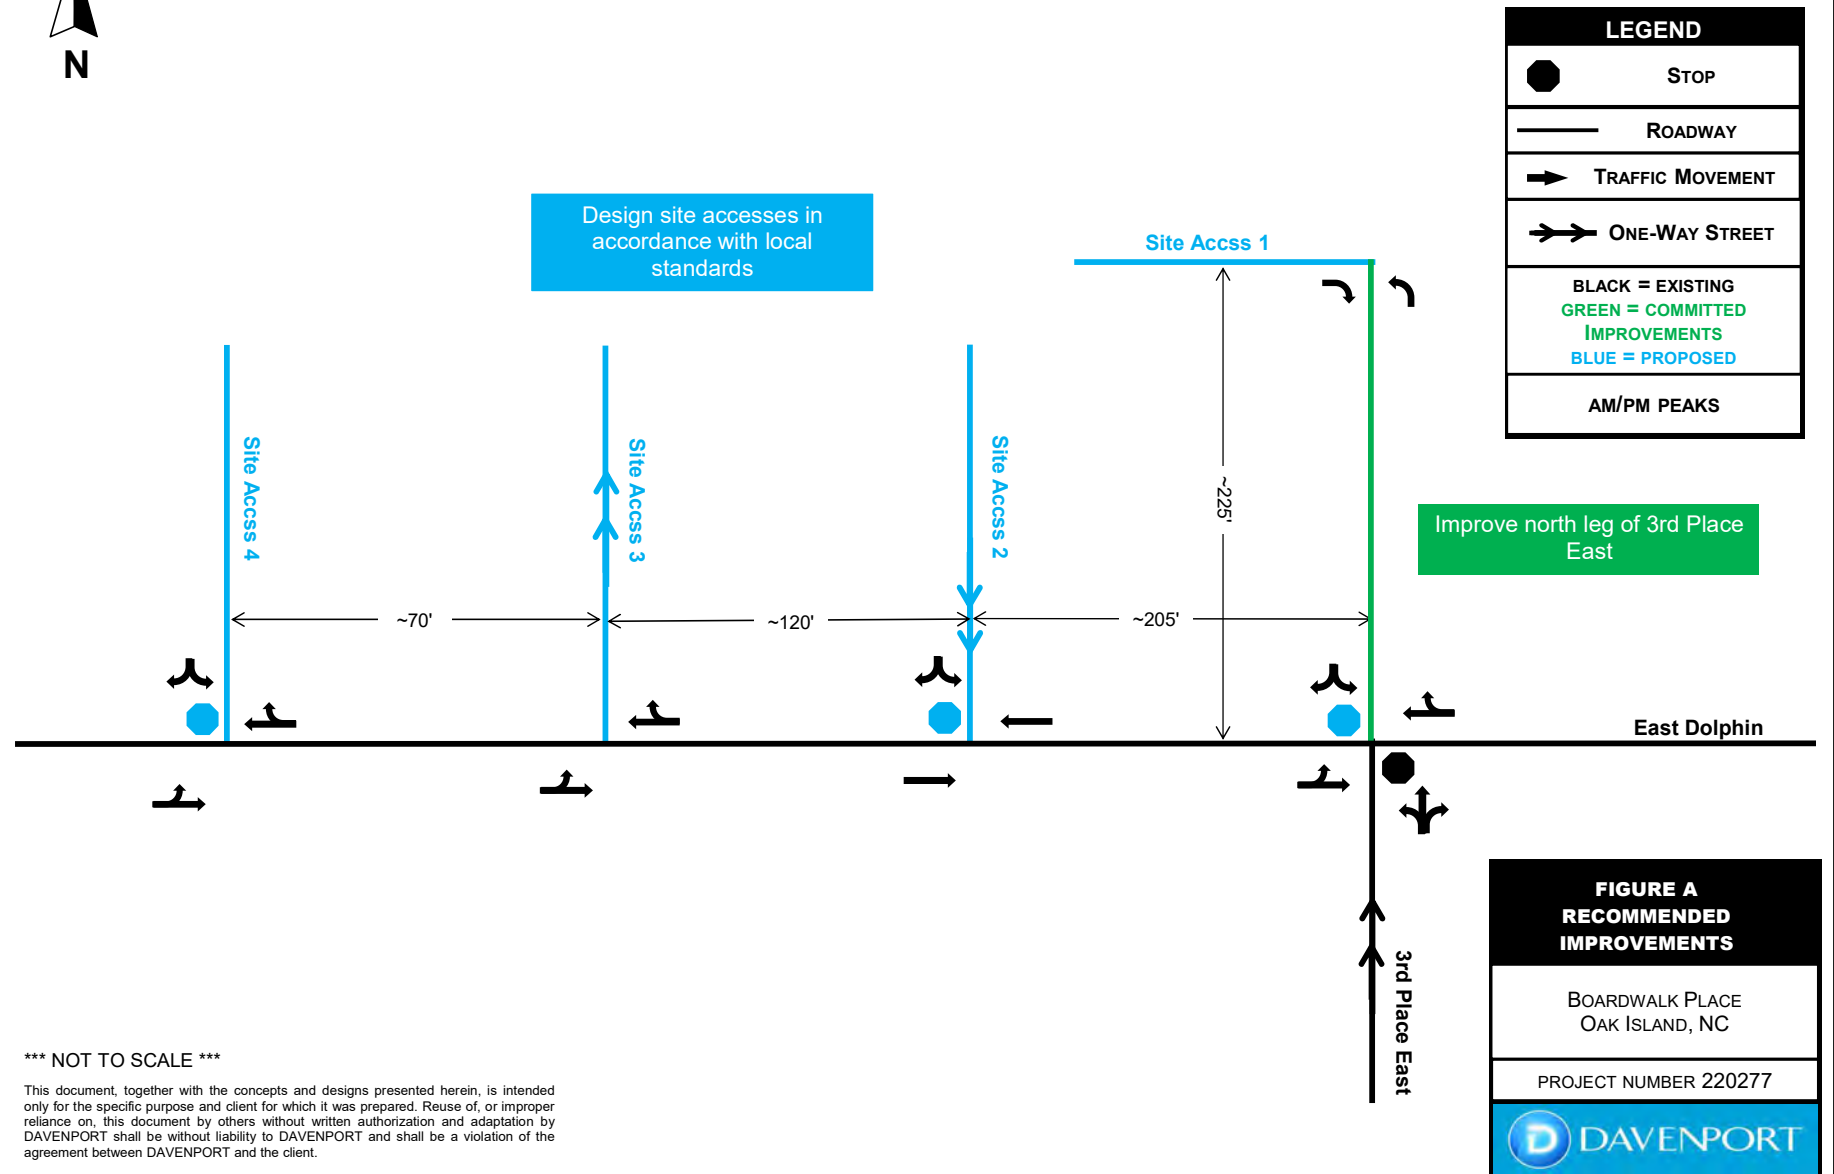 N
LEGEND
STOP
ROADWAY
TRAFFIC MOVEMENT
ONE-WAY STREET
BLACK = EXISTING
GREEN = COMMITTED
IMPROVEMENTS
BLUE = PROPOSED
AM/PM PEAKS
Design site accesses in
accordance with local
standards
Site Accss 1
~225'
Site Accss 4
Site Accss 3
Site Accss 2
Improve north leg of 3rd Place
East
~70'
~120'
~205'
East Dolphin
3rd Place East
FIGURE A
RECOMMENDED
IMPROVEMENTS
BOARDWALK PLACE
OAK ISLAND, NC
PROJECT NUMBER 220277
D DAVENPORT
*** NOT TO SCALE ***
This document, together with the concepts and designs presented herein, is intended
only for the specific purpose and client for which it was prepared. Reuse of, or improper
reliance on, this document by others without written authorization and adaptation by
DAVENPORT shall be without liability to DAVENPORT and shall be a violation of the
agreement between DAVENPORT and the client.